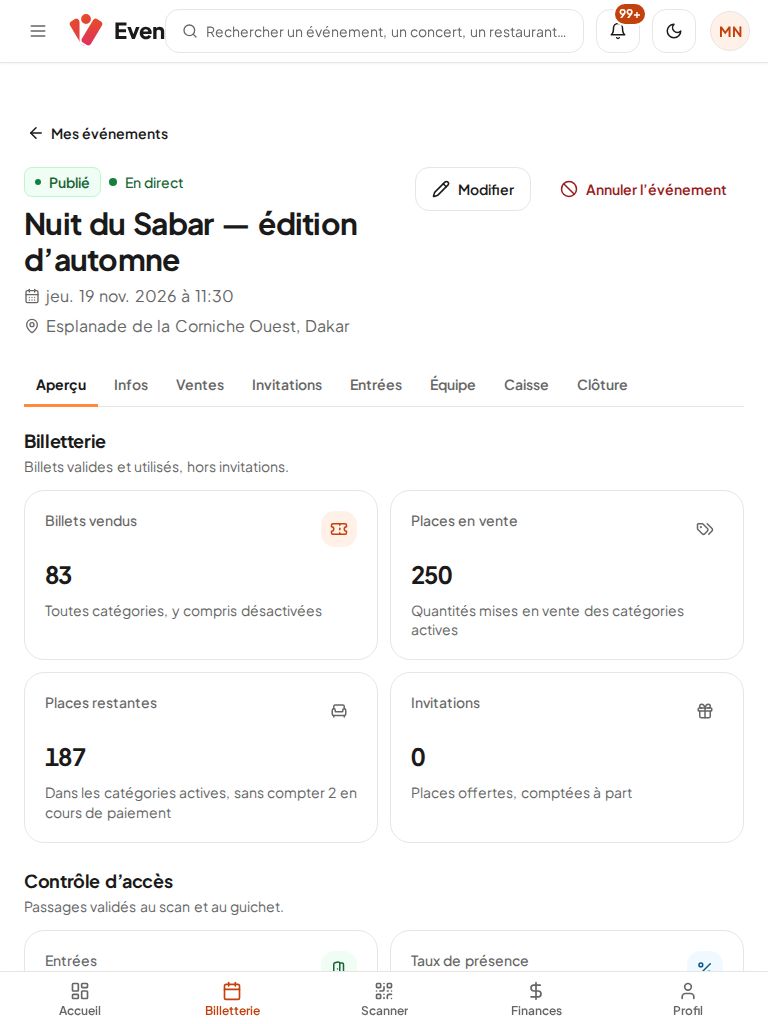 Even
Rechercher un événement, un concert, un restaurant…
99+
MN
Mes événements
Publié
En direct
Modifier
Annuler l’événement
Nuit du Sabar — édition
d’automne
jeu. 19 nov. 2026 à 11:30
Esplanade de la Corniche Ouest, Dakar
Aperçu Infos Ventes Invitations Entrées Équipe Caisse Clôture
Billetterie
Billets valides et utilisés, hors invitations.
Billets vendus
83
Toutes catégories, y compris désactivées
Places en vente
250
Quantités mises en vente des catégories
actives
Places restantes
187
Dans les catégories actives, sans compter 2 en
cours de paiement
Invitations
0
Places offertes, comptées à part
Contrôle d’accès
Passages validés au scan et au guichet.
Entrées
Taux de présence
Accueil Billetterie Scanner Finances Profil